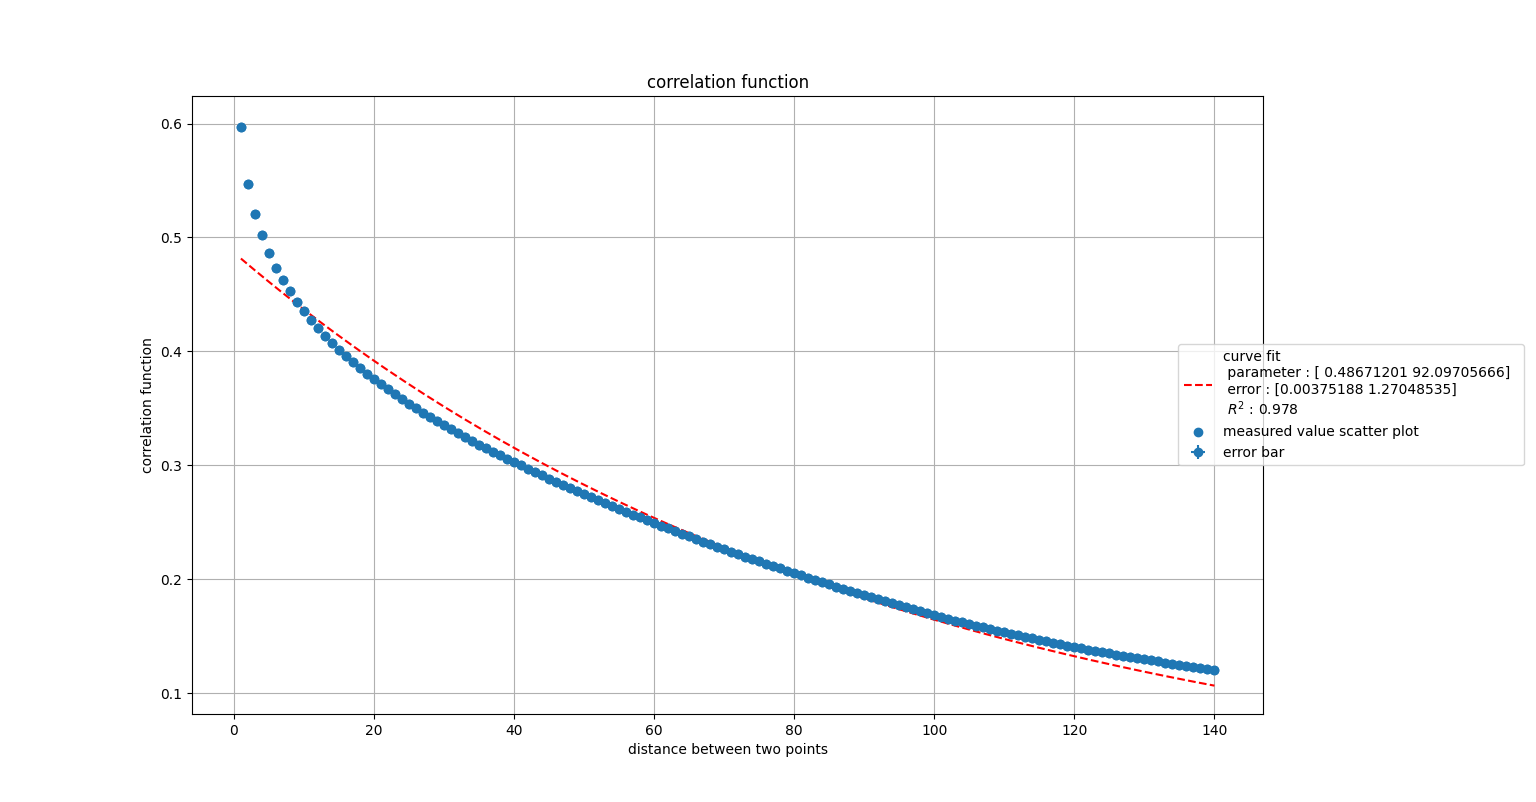 correlation function
0.6
0.5
0.4
0.3
0.2
0.1
correlation function
0 20 40 60 80 100 120 140
distance between two points
curve fit
parameter : [ 0.48671201 92.09705666]
error : [0.00375188 1.27048535]
R² : 0.978
measured value scatter plot
error bar